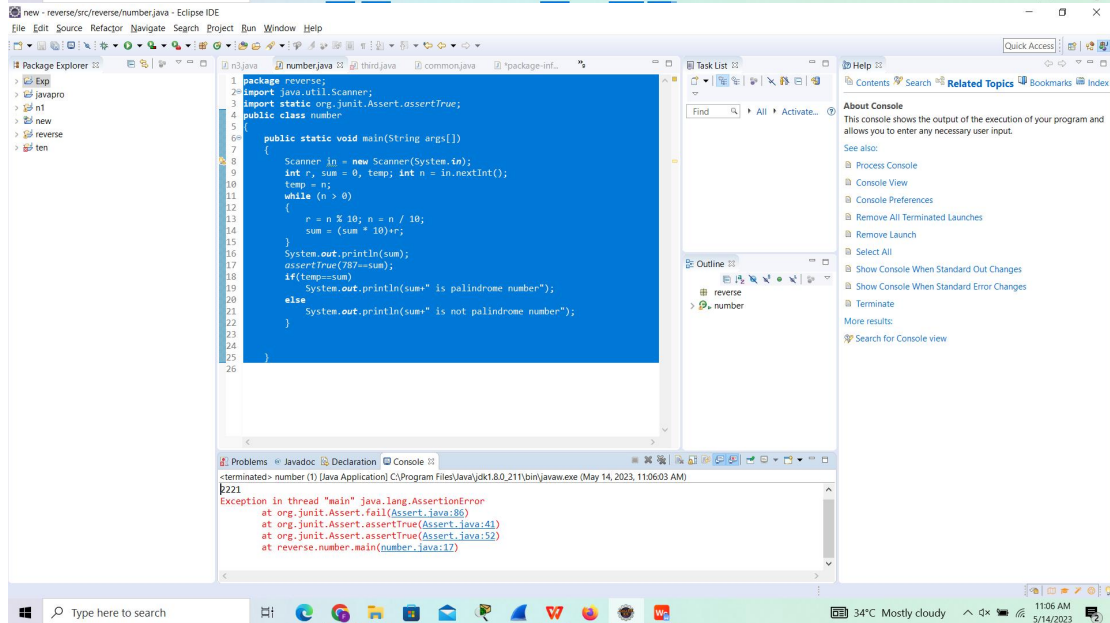 new - reverse/src/reverse/number.java - Eclipse IDE
File Edit Source Refactor Navigate Search Project Run Window Help
Quick Access
Package Explorer
Exp
javapro
n1
new
reverse
ten
n3.java number.java third.java common.java *package-inf...
1 package reverse;
2 import java.util.Scanner;
3 import static org.junit.Assert.assertTrue;
4 public class number
5 {
6 public static void main(String args[])
7 {
8 Scanner in = new Scanner(System.in);
9 int r, sum = 0, temp; int n = in.nextInt();
10 temp = n;
11 while (n > 0)
12 {
13 r = n % 10; n = n / 10;
14 sum = (sum * 10)+r;
15 }
16 System.out.println(sum);
17 assertTrue(787==sum);
18 if(temp==sum)
19 System.out.println(sum+" is palindrome number");
20 else
21 System.out.println(sum+" is not palindrome number");
22 }
23
24
25 }
26
Task List
Find All Activate...
Outline
reverse
number
Help
Contents Search Related Topics Bookmarks Index
About Console
This console shows the output of the execution of your program and
allows you to enter any necessary user input.
See also:
Process Console
Console View
Console Preferences
Remove All Terminated Launches
Remove Launch
Select All
Show Console When Standard Out Changes
Show Console When Standard Error Changes
Terminate
More results:
Search for Console view
Problems Javadoc Declaration Console
<terminated> number (1) [Java Application] C:\Program Files\Java\jdk1.8.0_211\bin\javaw.exe (May 14, 2023, 11:06:03 AM)
2221
Exception in thread "main" java.lang.AssertionError
at org.junit.Assert.fail(Assert.java:86)
at org.junit.Assert.assertTrue(Assert.java:41)
at org.junit.Assert.assertTrue(Assert.java:52)
at reverse.number.main(number.java:17)
Type here to search
34°C Mostly cloudy
11:06 AM
5/14/2023